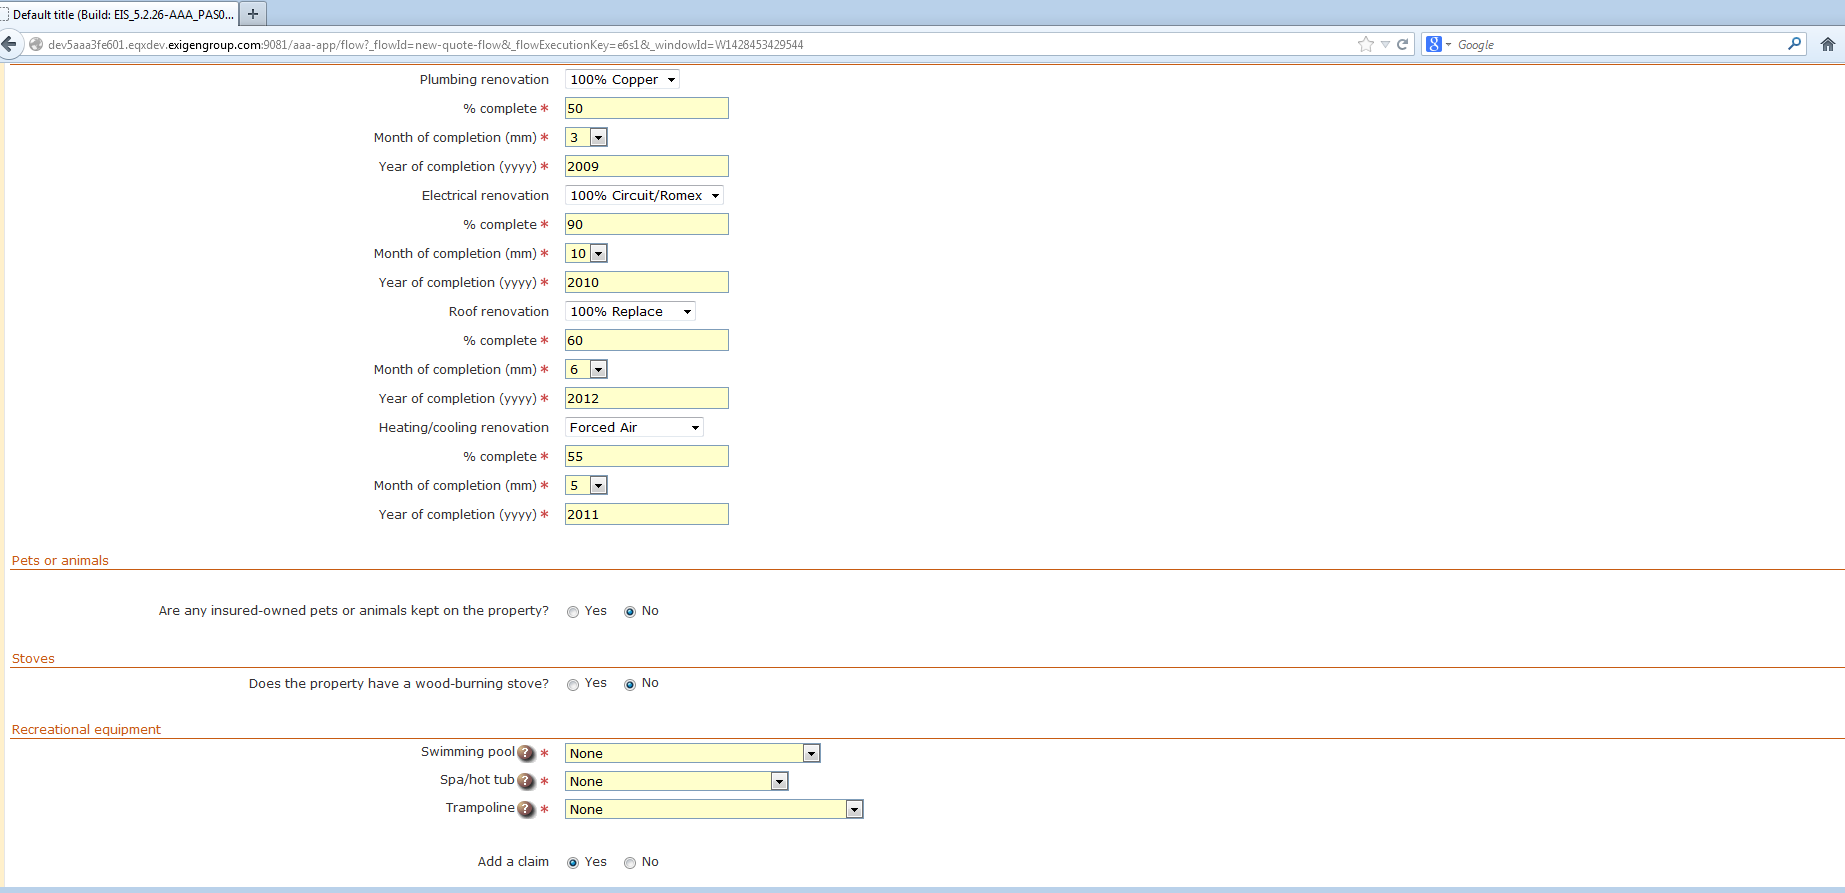 Default title (Build: EIS_5.2.26-AAA_PAS0...
dev5aaa3fe601.eqxdev.exigengroup.com:9081/aaa-app/flow?_flowId=new-quote-flow&_flowExecutionKey=e6s1&_windowId=W1428453429544
Google
Plumbing renovation 100% Copper
% complete * 50
Month of completion (mm) * 3
Year of completion (yyyy) * 2009
Electrical renovation 100% Circuit/Romex
% complete * 90
Month of completion (mm) * 10
Year of completion (yyyy) * 2010
Roof renovation 100% Replace
% complete * 60
Month of completion (mm) * 6
Year of completion (yyyy) * 2012
Heating/cooling renovation Forced Air
% complete * 55
Month of completion (mm) * 5
Year of completion (yyyy) * 2011
Pets or animals
Are any insured-owned pets or animals kept on the property? Yes No
Stoves
Does the property have a wood-burning stove? Yes No
Recreational equipment
Swimming pool ? * None
Spa/hot tub ? * None
Trampoline ? * None
Add a claim Yes No